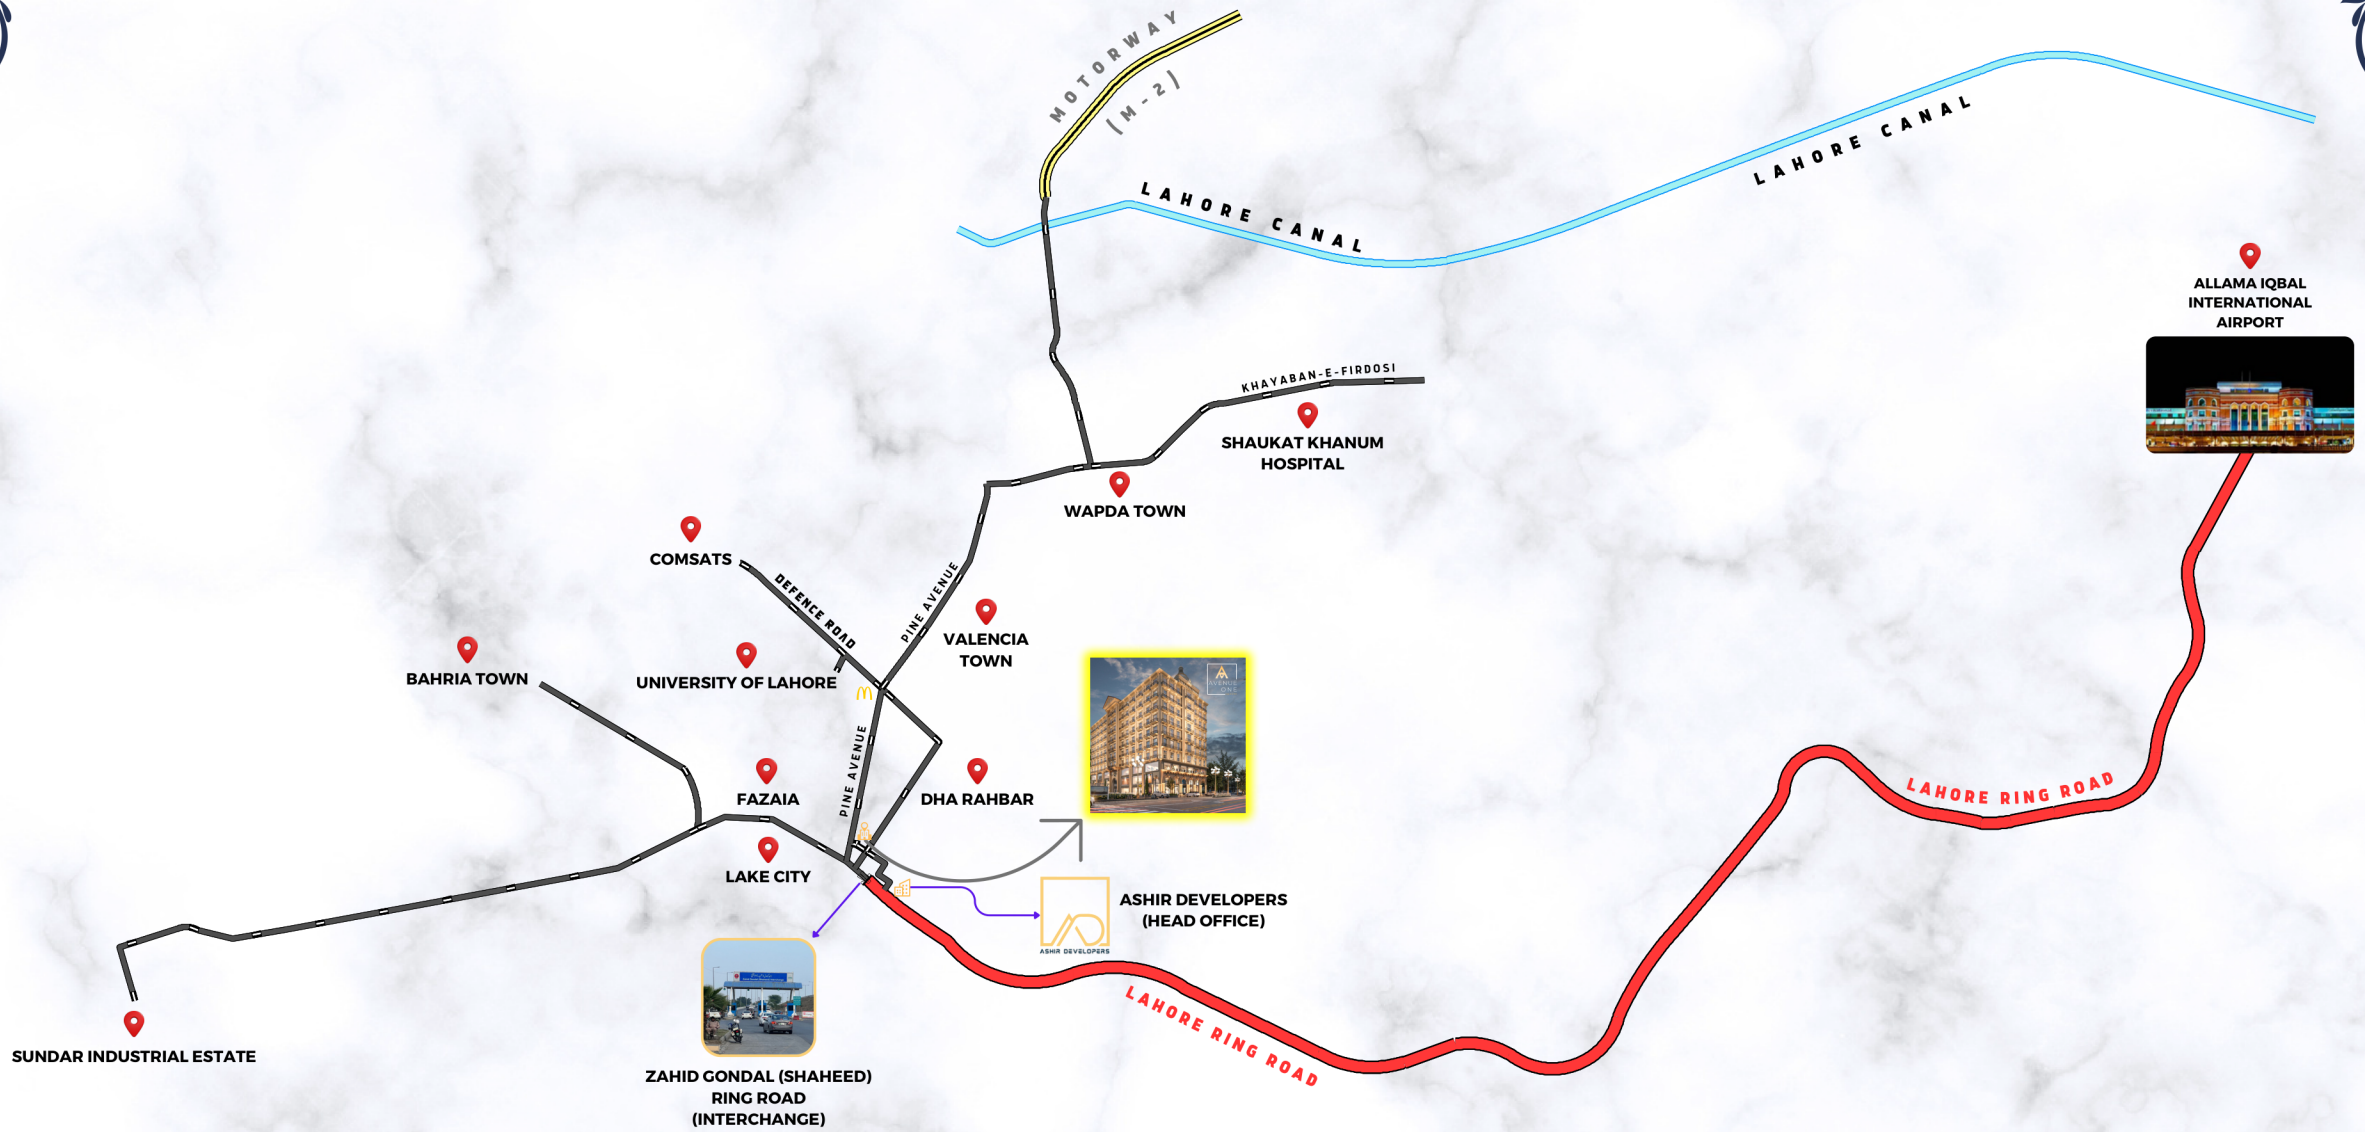 MOTORWAY
(M-2)
LAHORE CANAL
LAHORE CANAL
ALLAMA IQBAL
INTERNATIONAL
AIRPORT
KHAYABAN-E-FIRDOSI
SHAUKAT KHANUM
HOSPITAL
WAPDA TOWN
COMSATS
DEFENCE ROAD
PINE AVENUE
VALENCIA
TOWN
BAHRIA TOWN
UNIVERSITY OF LAHORE
AVENUE
ONE
PINE AVENUE
FAZAIA
DHA RAHBAR
LAHORE RING ROAD
LAKE CITY
ASHIR DEVELOPERS
(HEAD OFFICE)
ASHIR DEVELOPERS
LAHORE RING ROAD
SUNDAR INDUSTRIAL ESTATE
ZAHID GONDAL (SHAHEED)
RING ROAD
(INTERCHANGE)